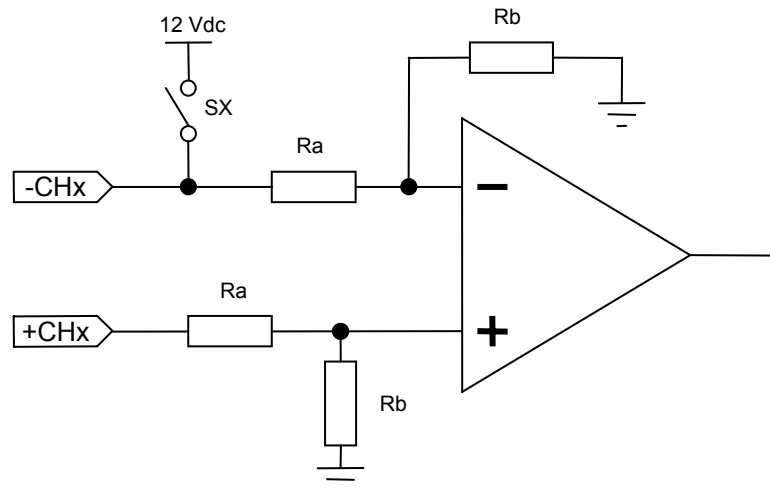 12 Vdc
Rb
SX
Ra
-CHx
Ra
+CHx
Rb